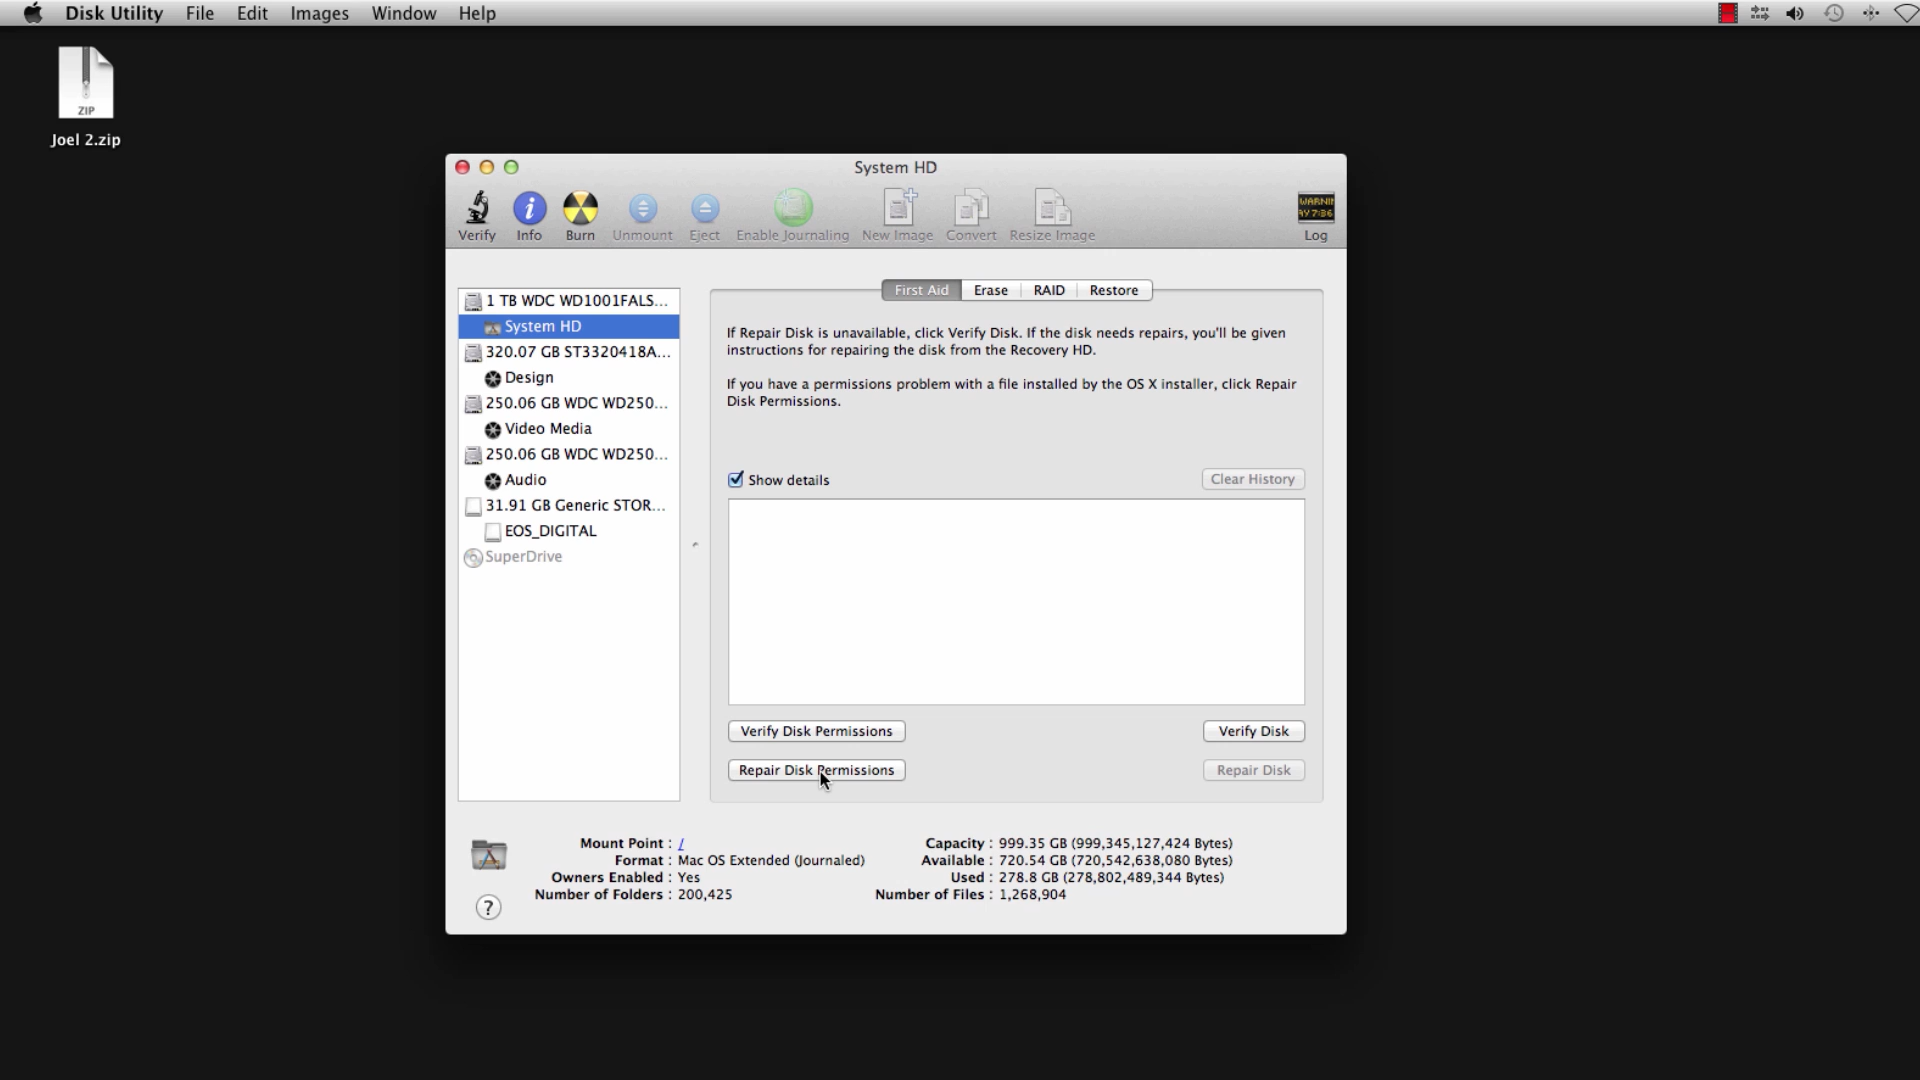 Disk Utility File Edit Images Window Help
ZIP
Joel 2.zip
System HD
WARNIN
AY 7:36
Verify Info Burn Unmount Eject Enable Journaling New Image Convert Resize Image Log
First Aid Erase RAID Restore
1 TB WDC WD1001FALS...
System HD
320.07 GB ST3320418A...
Design
250.06 GB WDC WD250...
Video Media
250.06 GB WDC WD250...
Audio
31.91 GB Generic STOR...
EOS_DIGITAL
SuperDrive
If Repair Disk is unavailable, click Verify Disk. If the disk needs repairs, you'll be given
instructions for repairing the disk from the Recovery HD.
If you have a permissions problem with a file installed by the OS X installer, click Repair
Disk Permissions.
Show details Clear History
Verify Disk Permissions Verify Disk
Repair Disk Permissions Repair Disk
Mount Point : / Capacity : 999.35 GB (999,345,127,424 Bytes)
Format : Mac OS Extended (Journaled) Available : 720.54 GB (720,542,638,080 Bytes)
Owners Enabled : Yes Used : 278.8 GB (278,802,489,344 Bytes)
Number of Folders : 200,425 Number of Files : 1,268,904
?